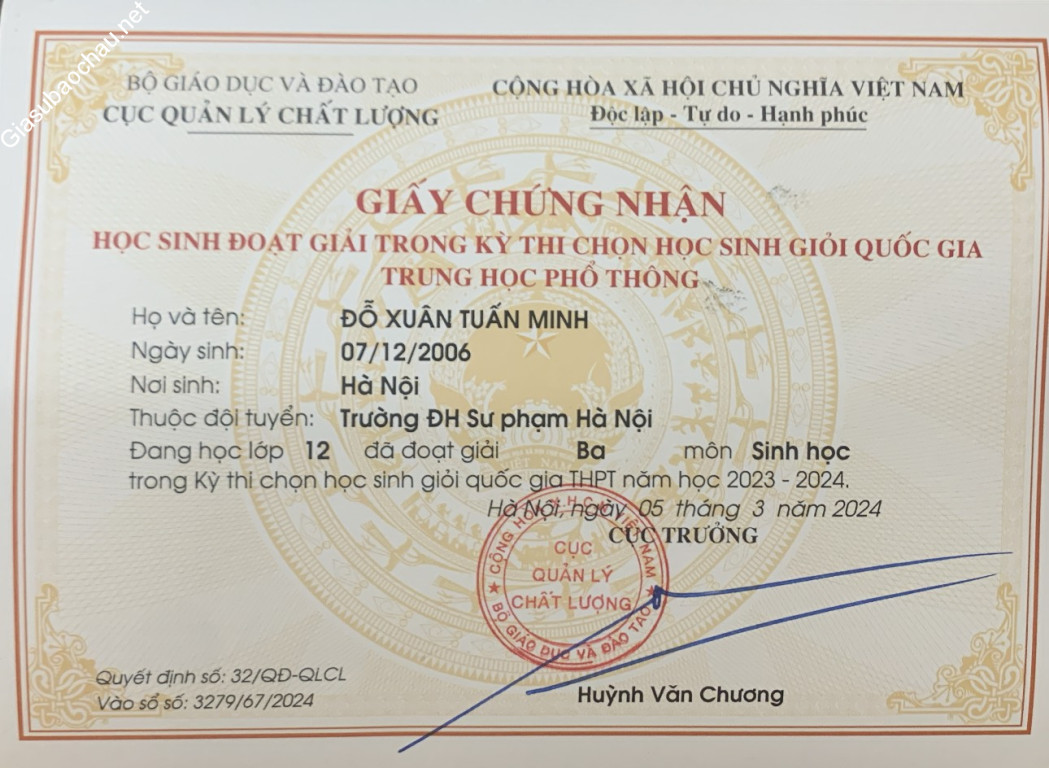 Giasubaochau.net
BỘ GIÁO DỤC VÀ ĐÀO TẠO
CỤC QUẢN LÝ CHẤT LƯỢNG
CỘNG HÒA XÃ HỘI CHỦ NGHĨA VIỆT NAM
Độc lập - Tự do - Hạnh phúc
GIẤY CHỨNG NHẬN
HỌC SINH ĐOẠT GIẢI TRONG KỲ THI CHỌN HỌC SINH GIỎI QUỐC GIA
TRUNG HỌC PHỔ THÔNG
Họ và tên: ĐỖ XUÂN TUẤN MINH
Ngày sinh: 07/12/2006
Nơi sinh: Hà Nội
Thuộc đội tuyển: Trường ĐH Sư phạm Hà Nội
Đang học lớp 12 đã đoạt giải Ba môn Sinh học
trong Kỳ thi chọn học sinh giỏi quốc gia THPT năm học 2023 - 2024.
Hà Nội, ngày 05 tháng 3 năm 2024
CỤC TRƯỞNG
CỤC
QUẢN LÝ
CHẤT LƯỢNG
BỘ GIÁO DỤC VÀ ĐÀO TẠO
Huỳnh Văn Chương
Quyết định số: 32/QĐ-QLCL
Vào sổ số: 3279/67/2024